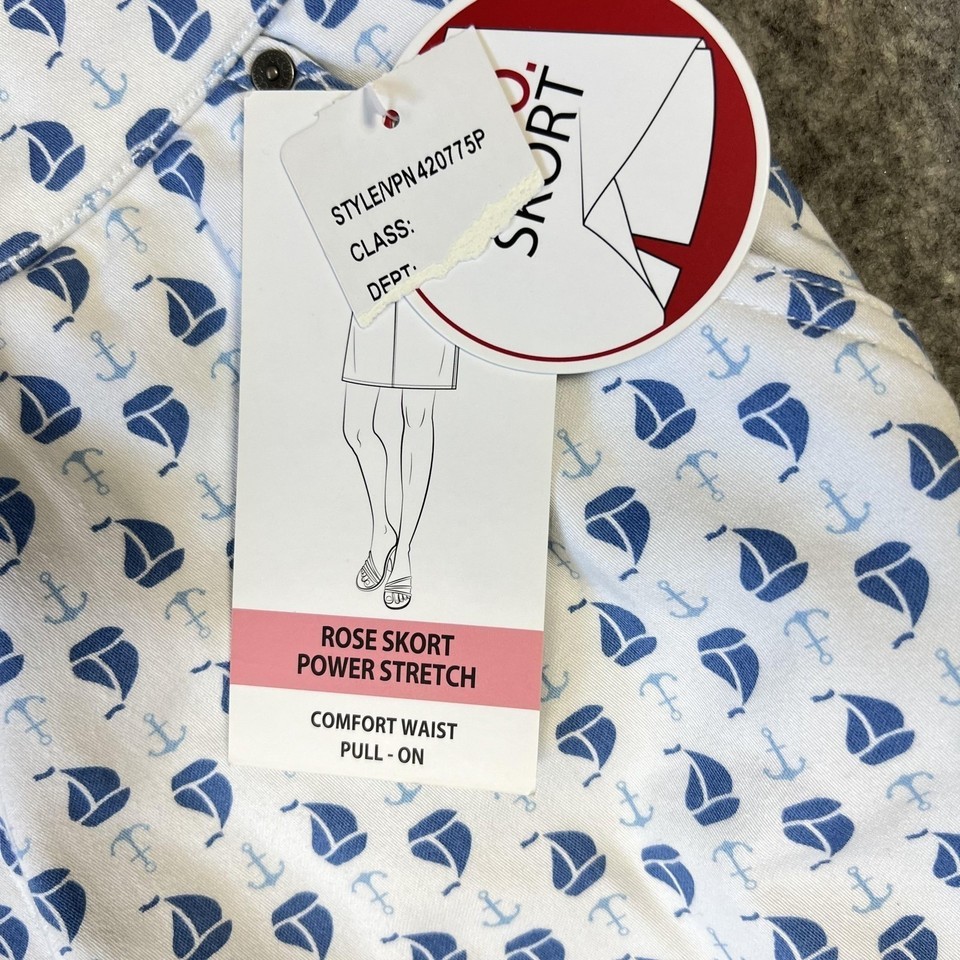 STYLE/VPN 420775P
CLASS:
DEPT:
O.
SKORT
ROSE SKORT
POWER STRETCH
COMFORT WAIST
PULL - ON